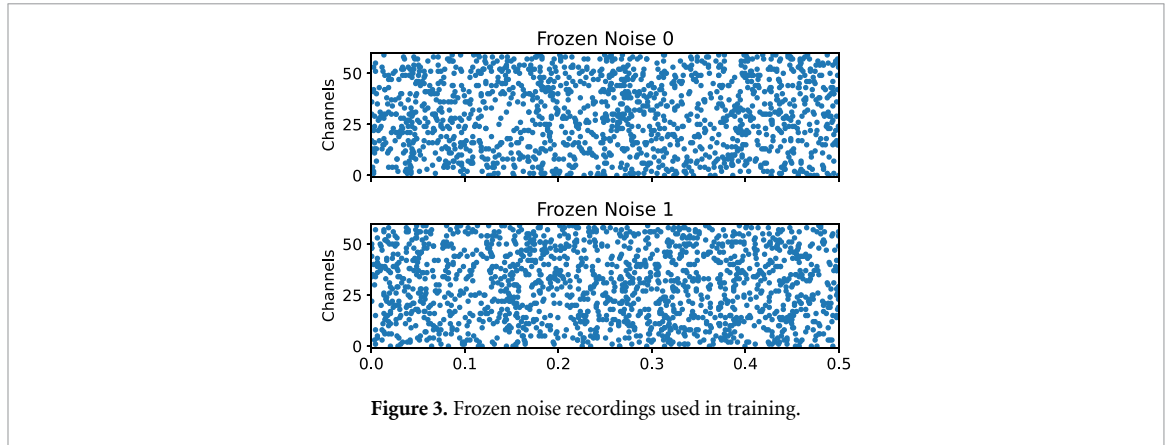 Frozen Noise 0
Channels
50
25
0
Frozen Noise 1
Channels
50
25
0
0.0 0.1 0.2 0.3 0.4 0.5
Figure 3. Frozen noise recordings used in training.